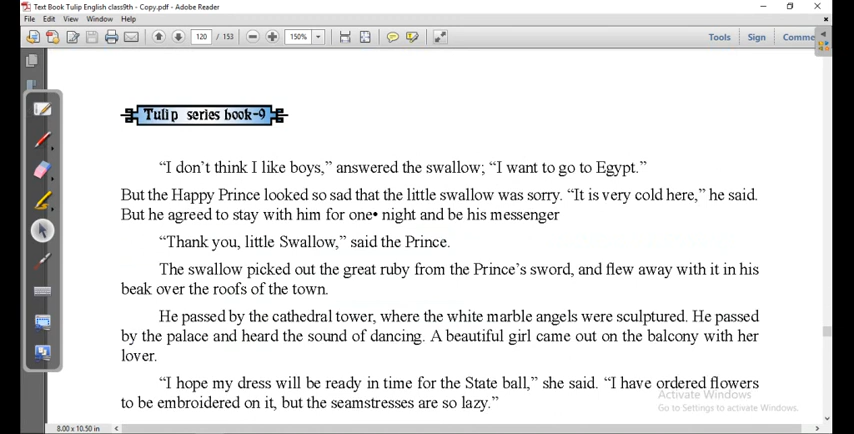 Text Book Tulip English class9th - Copy.pdf - Adobe Reader
File Edit View Window Help
120 / 153 150% Tools Sign Comme
Tulip series book-9
“I don’t think I like boys,” answered the swallow; “I want to go to Egypt.”
But the Happy Prince looked so sad that the little swallow was sorry. “It is very cold here,” he said.
But he agreed to stay with him for one• night and be his messenger
“Thank you, little Swallow,” said the Prince.
The swallow picked out the great ruby from the Prince’s sword, and flew away with it in his
beak over the roofs of the town.
He passed by the cathedral tower, where the white marble angels were sculptured. He passed
by the palace and heard the sound of dancing. A beautiful girl came out on the balcony with her
lover.
“I hope my dress will be ready in time for the State ball,” she said. “I have ordered flowers
to be embroidered on it, but the seamstresses are so lazy.”
Activate Windows
Go to Settings to activate Windows.
8.00 x 10.50 in